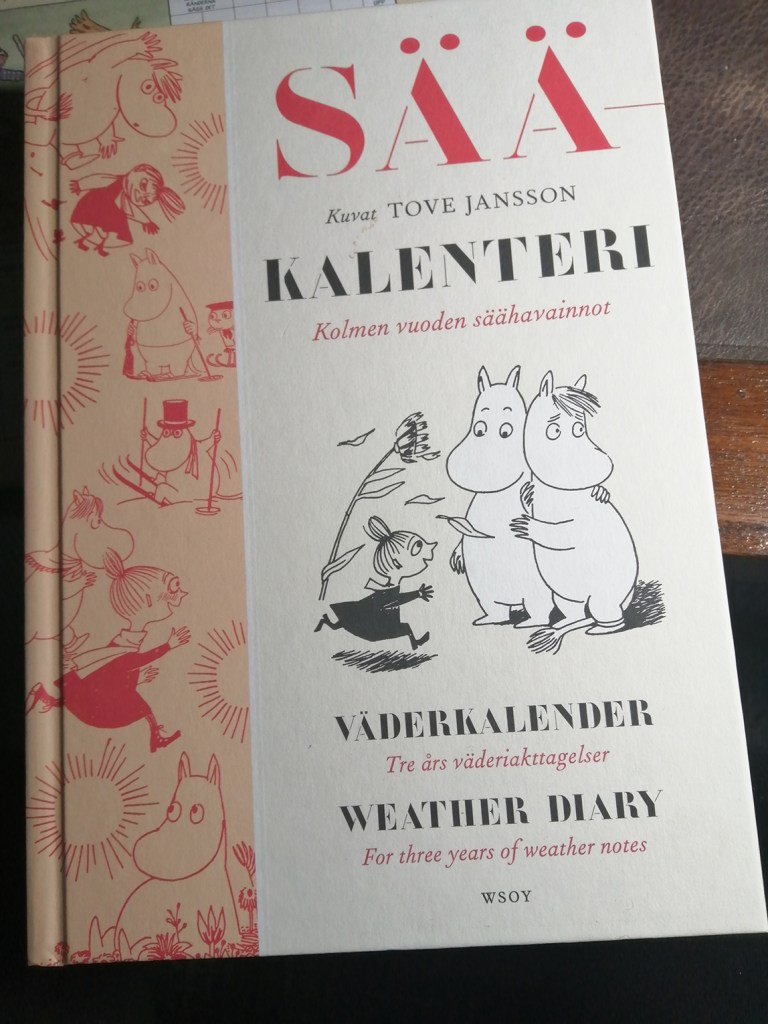 SÄÄ-
Kuvat TOVE JANSSON
KALENTERI
Kolmen vuoden säähavainnot
VÄDERKALENDER
Tre års väderiakttagelser
WEATHER DIARY
For three years of weather notes
WSOY